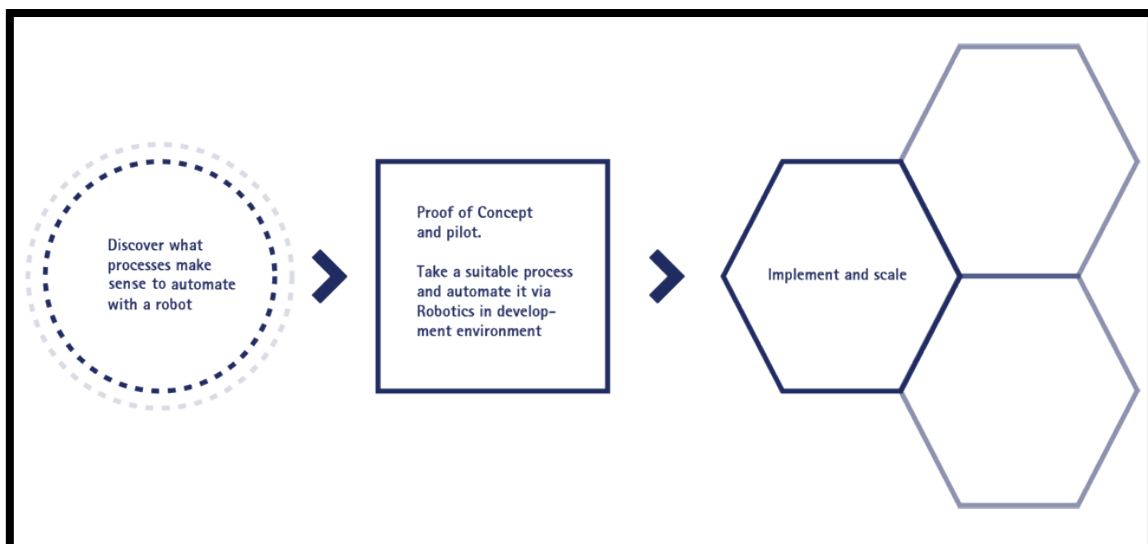 Discover what
processes make
sense to automate
with a robot
Proof of Concept
and pilot.
Take a suitable process
and automate it via
Robotics in develop-
ment environment
Implement and scale